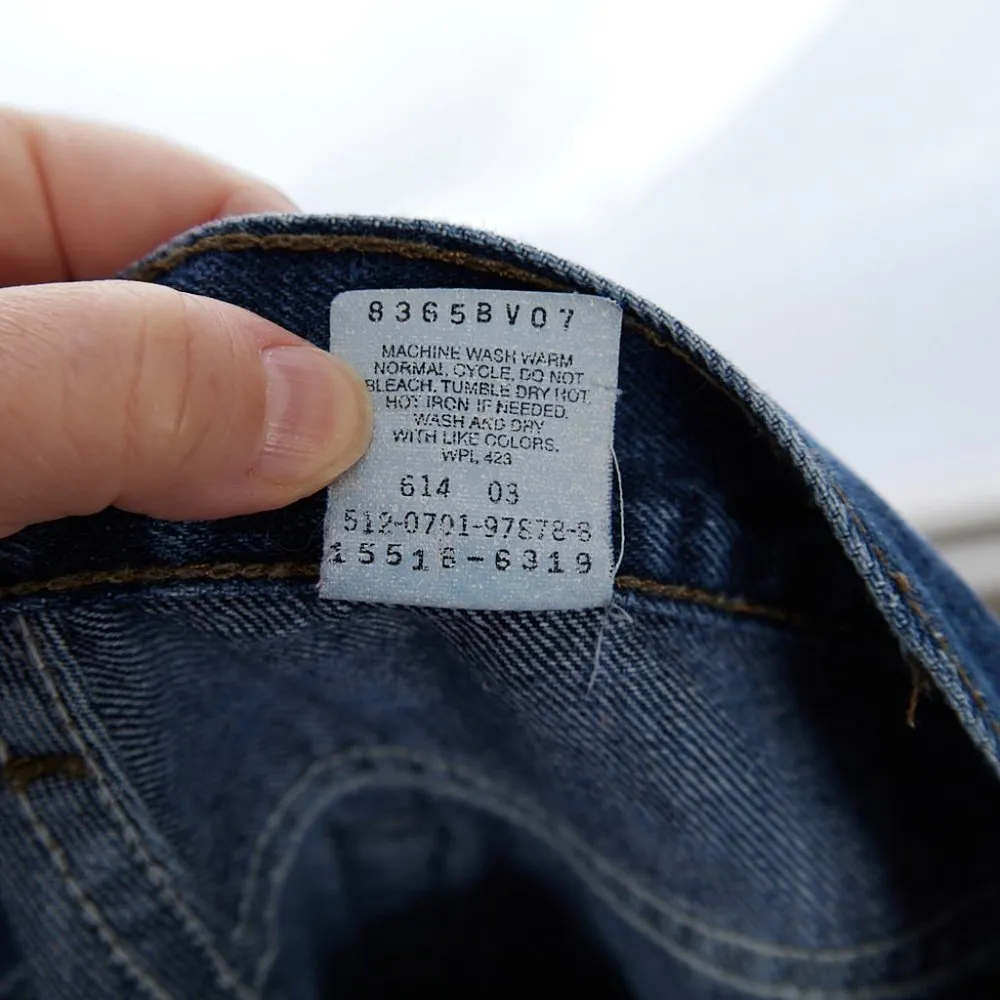 8365BV07
MACHINE WASH WARM
NORMAL CYCLE. DO NOT
BLEACH. TUMBLE DRY HOT.
HOT IRON IF NEEDED.
WASH AND DRY
WITH LIKE COLORS.
WPL 423
614 03
512-0701-97878-8
15518-6319